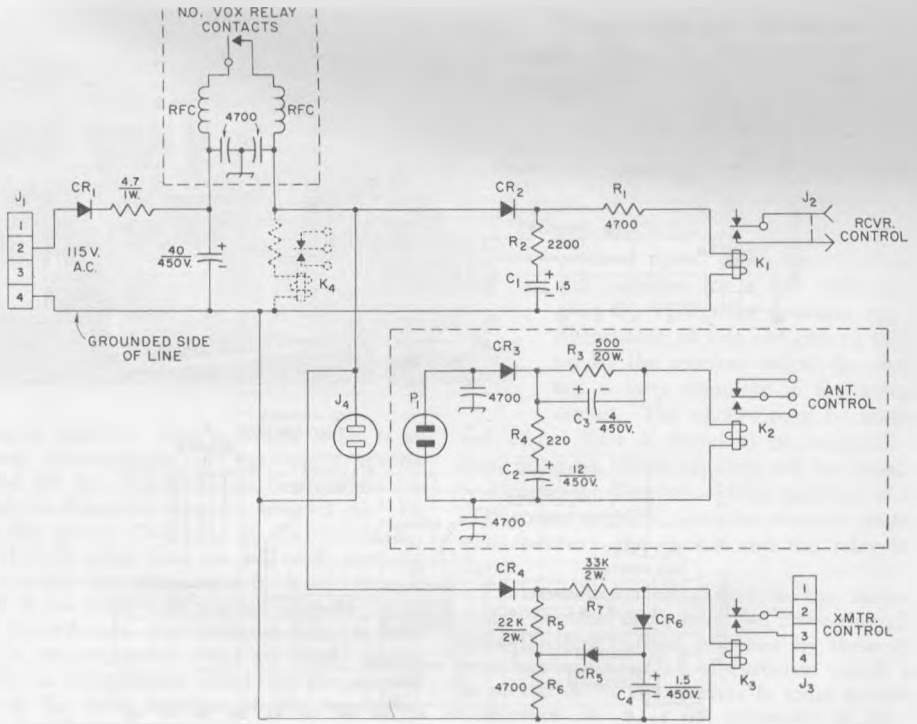 N.O. VOX RELAY
CONTACTS
RFC
RFC
4700
J1
CR1
4.7
1W.
1
2
3
4
115V.
A.C.
40
450V.
+
-
K4
GROUNDED SIDE
OF LINE
CR2
R1
4700
R2
2200
C1
+
-
1.5
K1
J2
RCVR.
CONTROL
J4
P1
4700
CR3
R3
500
20W.
+
-
C3
4
450V.
R4
220
C2
+
-
12
450V.
4700
K2
ANT.
CONTROL
CR4
33K
2W.
R7
22K
2W.
R5
CR6
CR5
4700
R6
C4
+
-
1.5
450V.
K3
1
2
3
4
J3
XMTR.
CONTROL